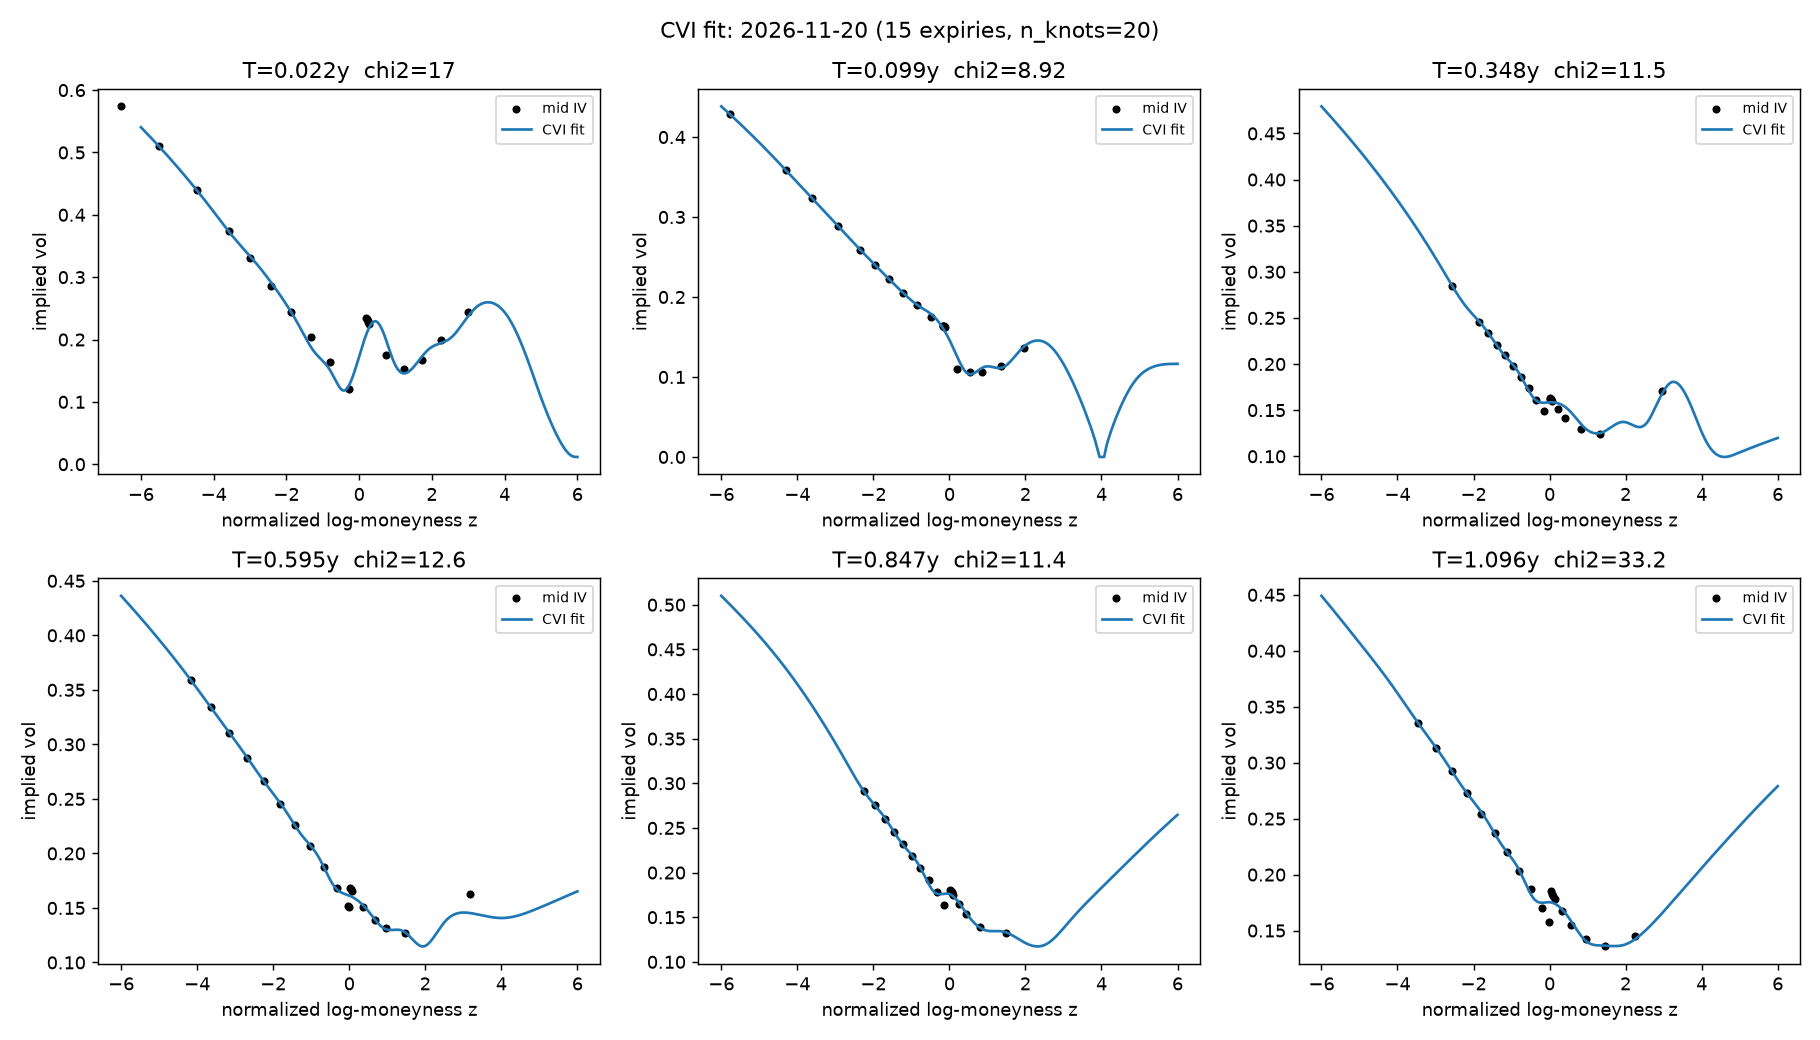 CVI fit: 2026-11-20 (15 expiries, n_knots=20)
T=0.022y  chi2=17
T=0.099y  chi2=8.92
T=0.348y  chi2=11.5
0.6
0.5
0.4
0.3
0.2
0.1
0.0
implied vol
mid IV
CVI fit
−6 −4 −2 0 2 4 6
normalized log-moneyness z
0.4
0.3
0.2
0.1
0.0
implied vol
mid IV
CVI fit
−6 −4 −2 0 2 4 6
normalized log-moneyness z
0.45
0.40
0.35
0.30
0.25
0.20
0.15
0.10
implied vol
mid IV
CVI fit
−6 −4 −2 0 2 4 6
normalized log-moneyness z
T=0.595y  chi2=12.6
T=0.847y  chi2=11.4
T=1.096y  chi2=33.2
0.45
0.40
0.35
0.30
0.25
0.20
0.15
0.10
implied vol
mid IV
CVI fit
−6 −4 −2 0 2 4 6
normalized log-moneyness z
0.50
0.45
0.40
0.35
0.30
0.25
0.20
0.15
0.10
implied vol
mid IV
CVI fit
−6 −4 −2 0 2 4 6
normalized log-moneyness z
0.45
0.40
0.35
0.30
0.25
0.20
0.15
implied vol
mid IV
CVI fit
−6 −4 −2 0 2 4 6
normalized log-moneyness z